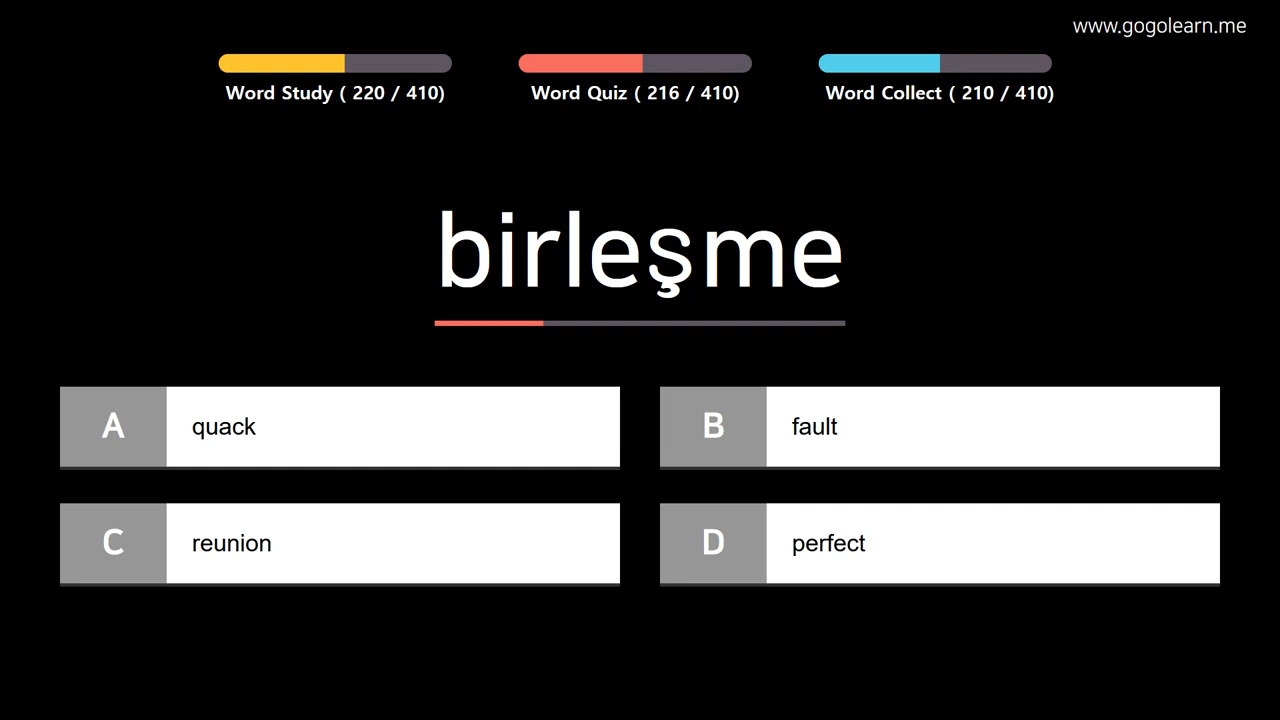 www.gogolearn.me
Word Study ( 220 / 410)
Word Quiz ( 216 / 410)
Word Collect ( 210 / 410)
birleşme
A
quack
B
fault
C
reunion
D
perfect